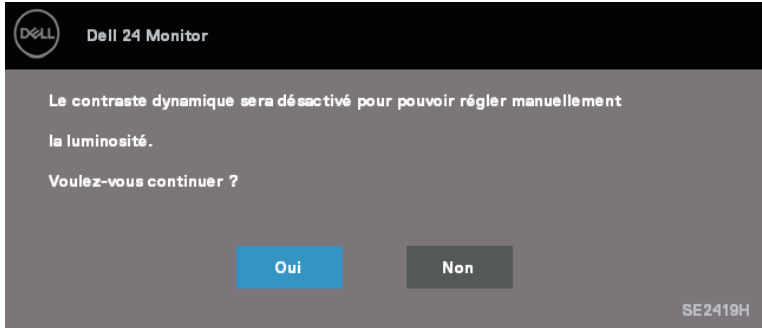 DELL
Dell 24 Monitor
Le contraste dynamique sera désactivé pour pouvoir régler manuellement
la luminosité.
Voulez-vous continuer ?
Oui Non
SE2419H